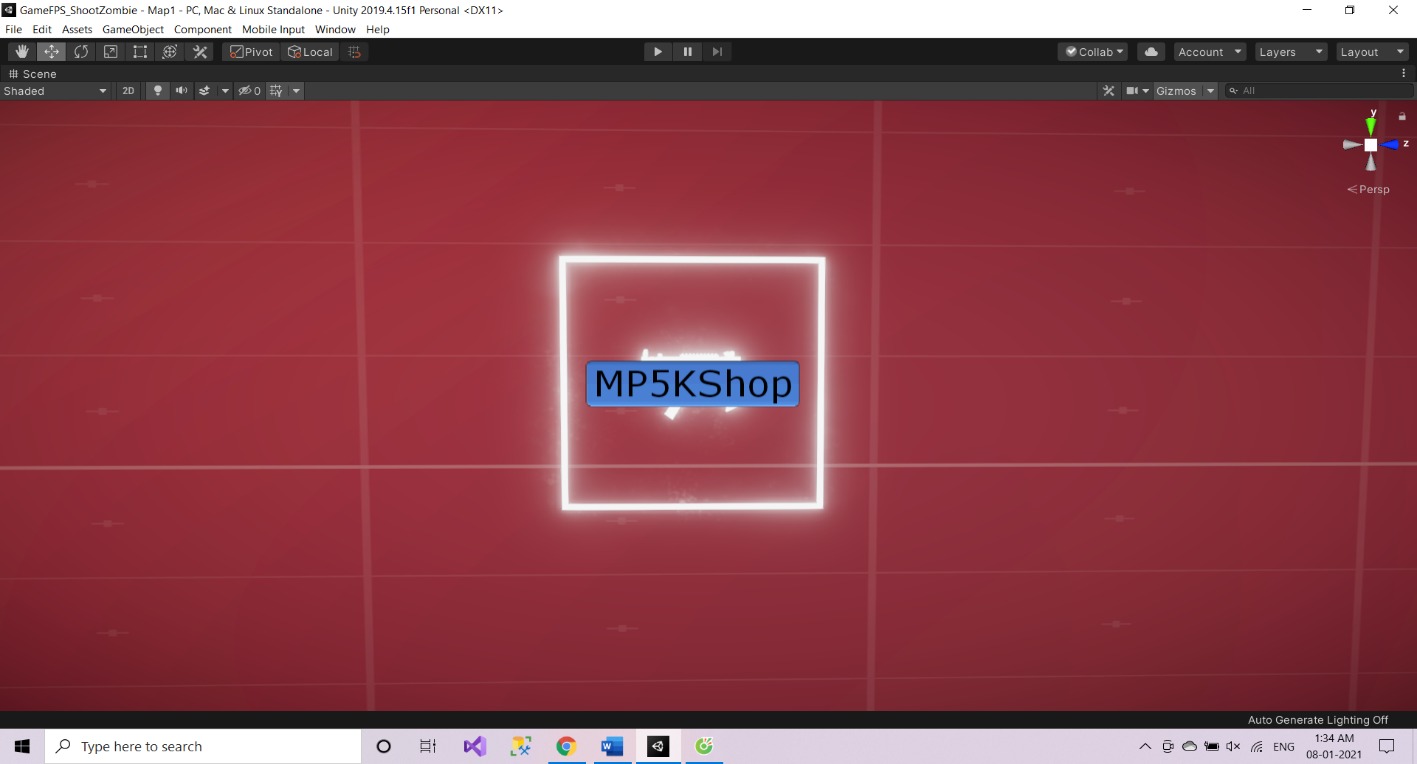 GameFPS_ShootZombie - Map1 - PC, Mac & Linux Standalone - Unity 2019.4.15f1 Personal <DX11>
File Edit Assets GameObject Component Mobile Input Window Help
Pivot Local Collab Account Layers Layout
Scene
Shaded 2D 0 Gizmos All
y
z
Persp
MP5KShop
Auto Generate Lighting Off
Type here to search
ENG
1:34 AM
08-01-2021